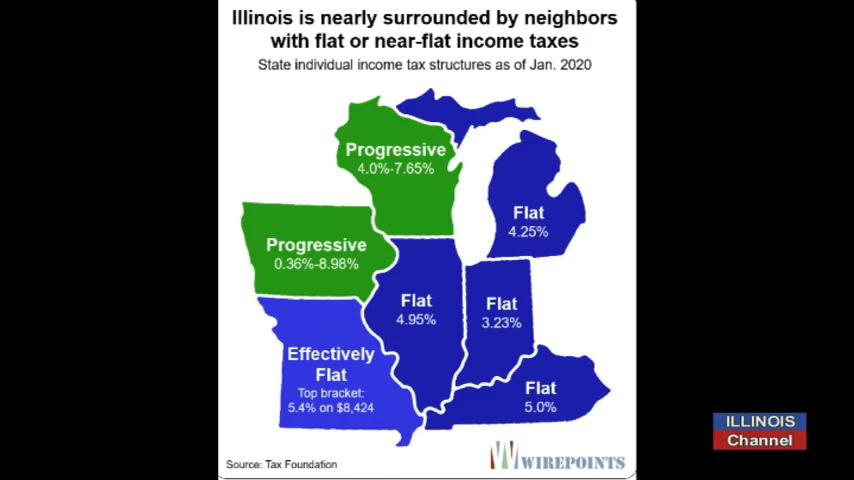 Illinois is nearly surrounded by neighbors
with flat or near-flat income taxes
State individual income tax structures as of Jan. 2020
Progressive
4.0%-7.65%
Flat
4.25%
Progressive
0.36%-8.98%
Flat
4.95%
Flat
3.23%
Effectively
Flat
Top bracket:
5.4% on $8,424
Flat
5.0%
ILLINOIS
Channel
Source: Tax Foundation
WIREPOINTS